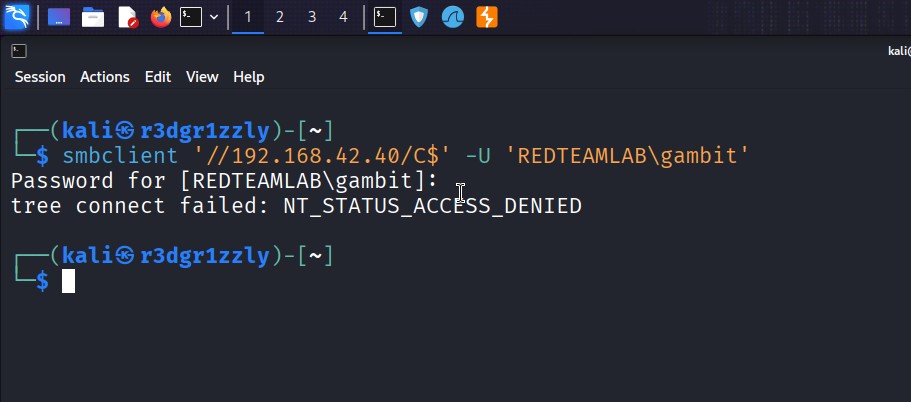 1 2 3 4
kali@
Session Actions Edit View Help
┌──(kali㉿r3dgr1zzly)-[~]
└─$ smbclient '//192.168.42.40/C$' -U 'REDTEAMLAB\gambit'
Password for [REDTEAMLAB\gambit]:
tree connect failed: NT_STATUS_ACCESS_DENIED
┌──(kali㉿r3dgr1zzly)-[~]
└─$